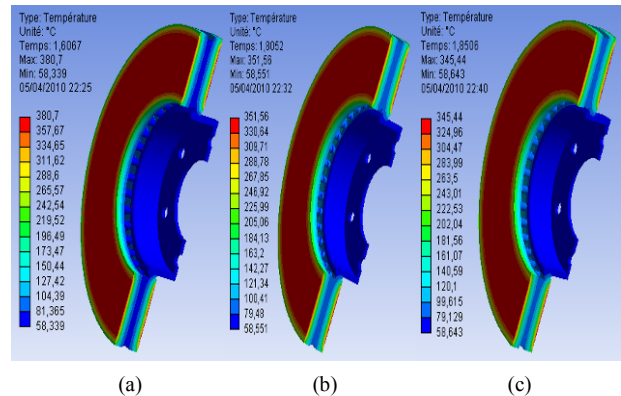 Type: Température
Unité: °C
Temps: 1,6067
Max: 380,7
Min: 58,339
05/04/2010 22:25
380,7
357,67
334,65
311,62
288,6
265,57
242,54
219,52
196,49
173,47
150,44
127,42
104,39
81,365
58,339
(a)
Type: Température
Unité: °C
Temps: 1,8052
Max: 351,56
Min: 58,551
05/04/2010 22:32
351,56
330,64
309,71
288,78
267,85
246,92
225,99
205,06
184,13
163,2
142,27
121,34
100,41
79,48
58,551
(b)
Type: Température
Unité: °C
Temps: 1,8506
Max: 345,44
Min: 58,643
05/04/2010 22:40
345,44
324,96
304,47
283,99
263,5
243,01
222,53
202,04
181,56
161,07
140,59
120,1
99,615
79,129
58,643
(c)